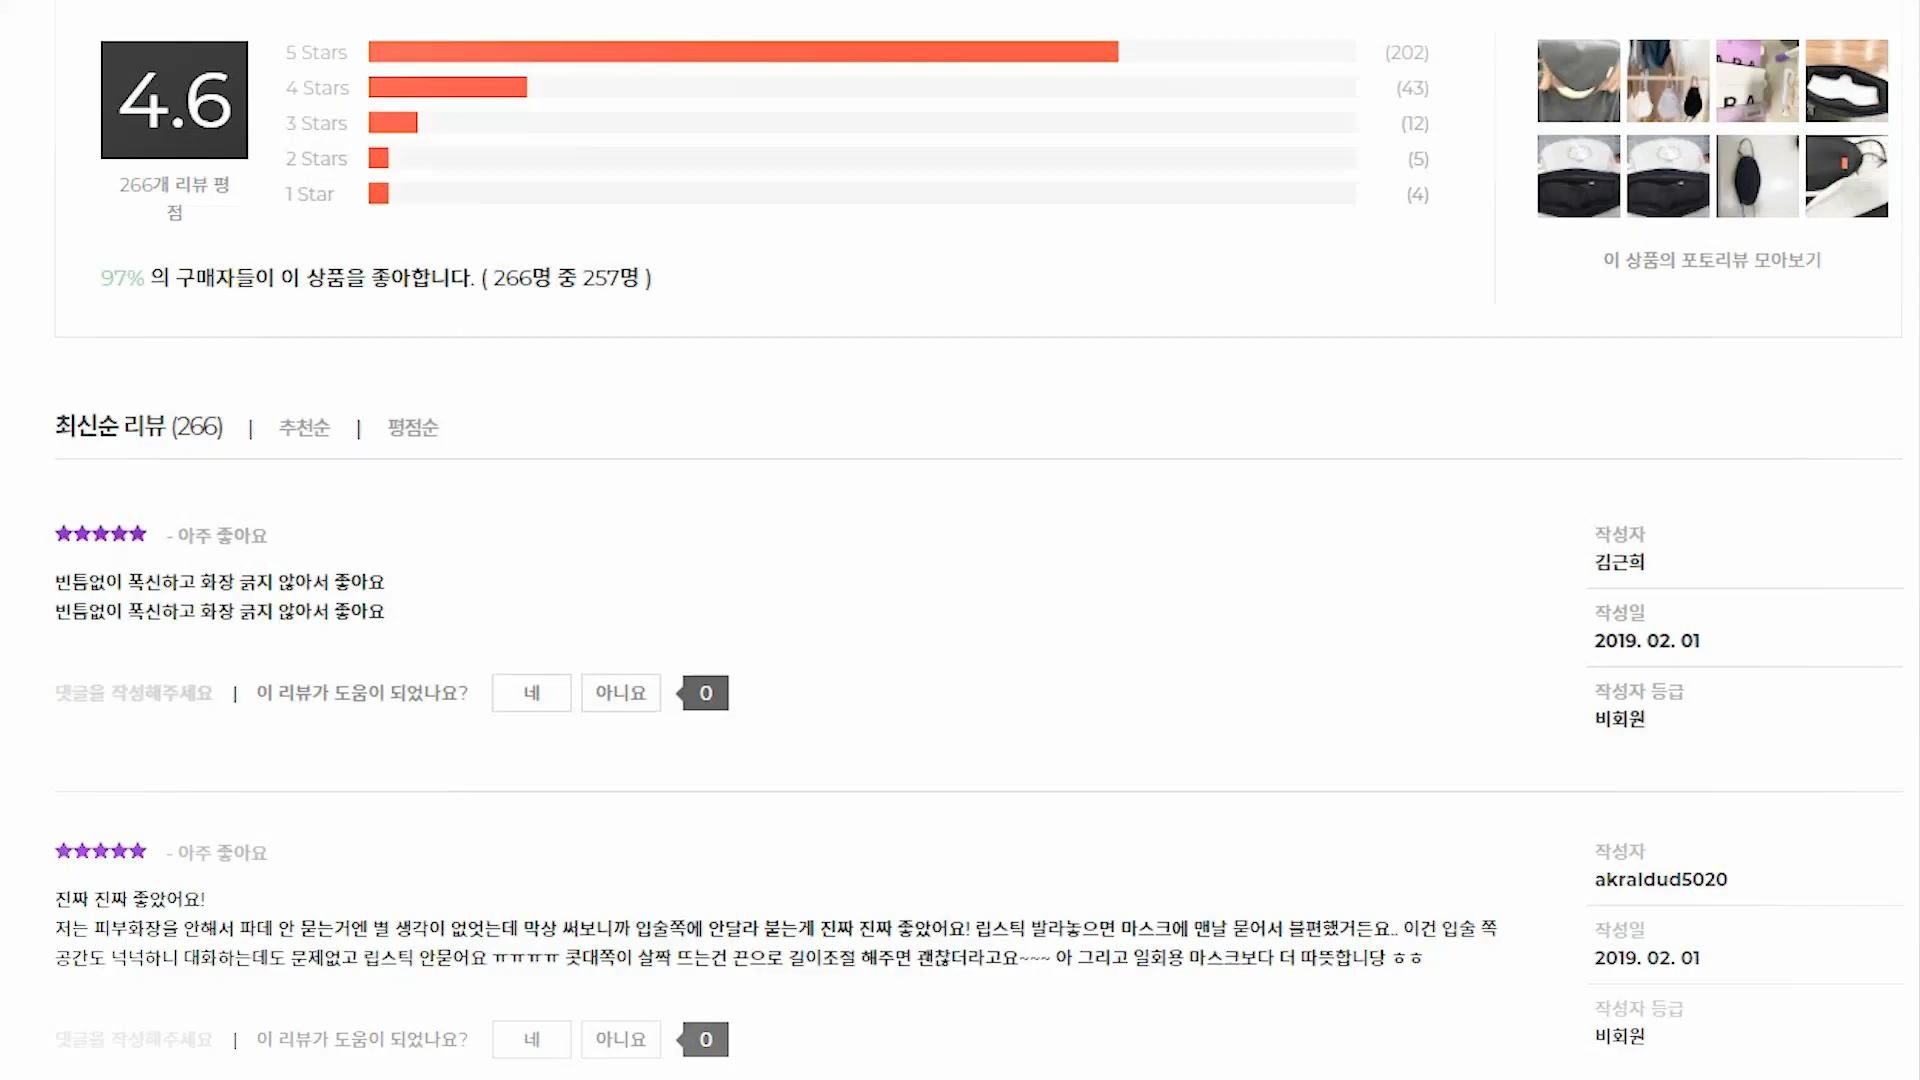 4.6
266개 리뷰 평
점
5 Stars (202)
4 Stars (43)
3 Stars (12)
2 Stars (5)
1 Star (4)
97% 의 구매자들이 이 상품을 좋아합니다. ( 266명 중 257명 )
이 상품의 포토리뷰 모아보기
최신순 리뷰 (266) | 추천순 | 평점순
- 아주 좋아요
빈틈없이 폭신하고 화장 긁지 않아서 좋아요
빈틈없이 폭신하고 화장 긁지 않아서 좋아요
댓글을 작성해주세요 | 이 리뷰가 도움이 되었나요? 네 아니요 0
작성자
김근희
작성일
2019. 02. 01
작성자 등급
비회원
- 아주 좋아요
진짜 진짜 좋았어요!
저는 피부화장을 안해서 파데 안 묻는거엔 별 생각이 없엇는데 막상 써보니까 입술쪽에 안달라 붙는게 진짜 진짜 좋았어요! 립스틱 발라놓으면 마스크에 맨날 묻어서 불편했거든요.. 이건 입술 쪽
공간도 넉넉하니 대화하는데도 문제없고 립스틱 안묻어요 ㅠㅠㅠㅠ 콧대쪽이 살짝 뜨는건 끈으로 길이조절 해주면 괜찮더라고요~~~ 아 그리고 일회용 마스크보다 더 따뜻합니당 ㅎㅎ
댓글을 작성해주세요 | 이 리뷰가 도움이 되었나요? 네 아니요 0
작성자
akraldud5020
작성일
2019. 02. 01
작성자 등급
비회원